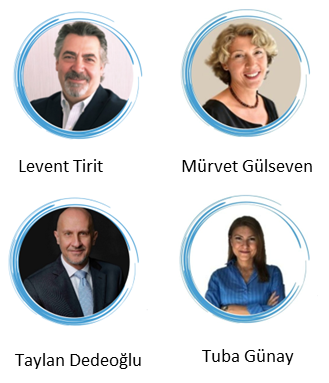 Levent Tirit
Mürvet Gülseven
Taylan Dedeoğlu
Tuba Günay